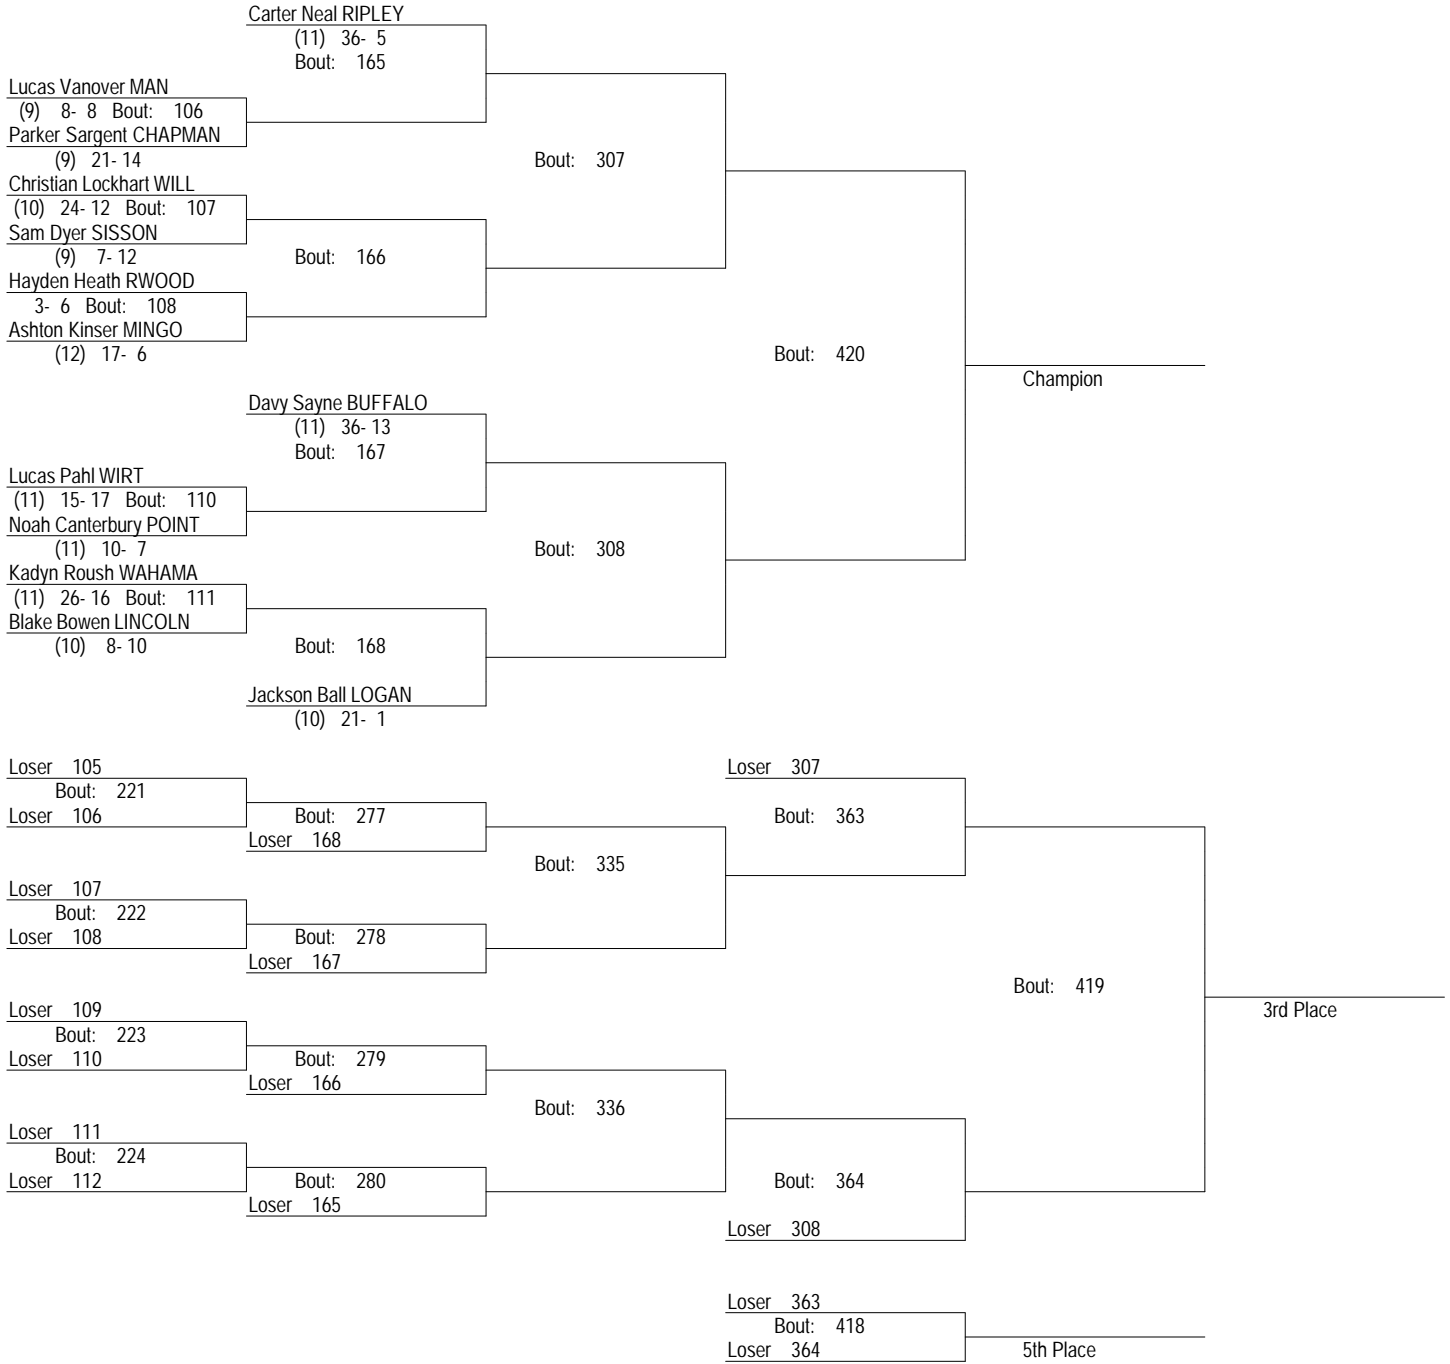 Carter Neal RIPLEY
(11) 36- 5
Bout: 165
Lucas Vanover MAN
(9) 8- 8 Bout: 106
Parker Sargent CHAPMAN
(9) 21- 14
Bout: 307
Christian Lockhart WILL
(10) 24- 12 Bout: 107
Sam Dyer SISSON
(9) 7- 12
Bout: 166
Hayden Heath RWOOD
3- 6 Bout: 108
Ashton Kinser MINGO
(12) 17- 6
Bout: 420
Champion
Davy Sayne BUFFALO
(11) 36- 13
Bout: 167
Lucas Pahl WIRT
(11) 15- 17 Bout: 110
Noah Canterbury POINT
(11) 10- 7
Bout: 308
Kadyn Roush WAHAMA
(11) 26- 16 Bout: 111
Blake Bowen LINCOLN
(10) 8- 10
Bout: 168
Jackson Ball LOGAN
(10) 21- 1
Loser 105
Loser 307
Bout: 221
Loser 106
Bout: 277
Bout: 363
Loser 168
Bout: 335
Loser 107
Bout: 222
Loser 108
Bout: 278
Loser 167
Bout: 419
Loser 109
3rd Place
Bout: 223
Loser 110
Bout: 279
Loser 166
Bout: 336
Loser 111
Bout: 224
Loser 112
Bout: 280
Bout: 364
Loser 165
Loser 308
Loser 363
Bout: 418
Loser 364
5th Place